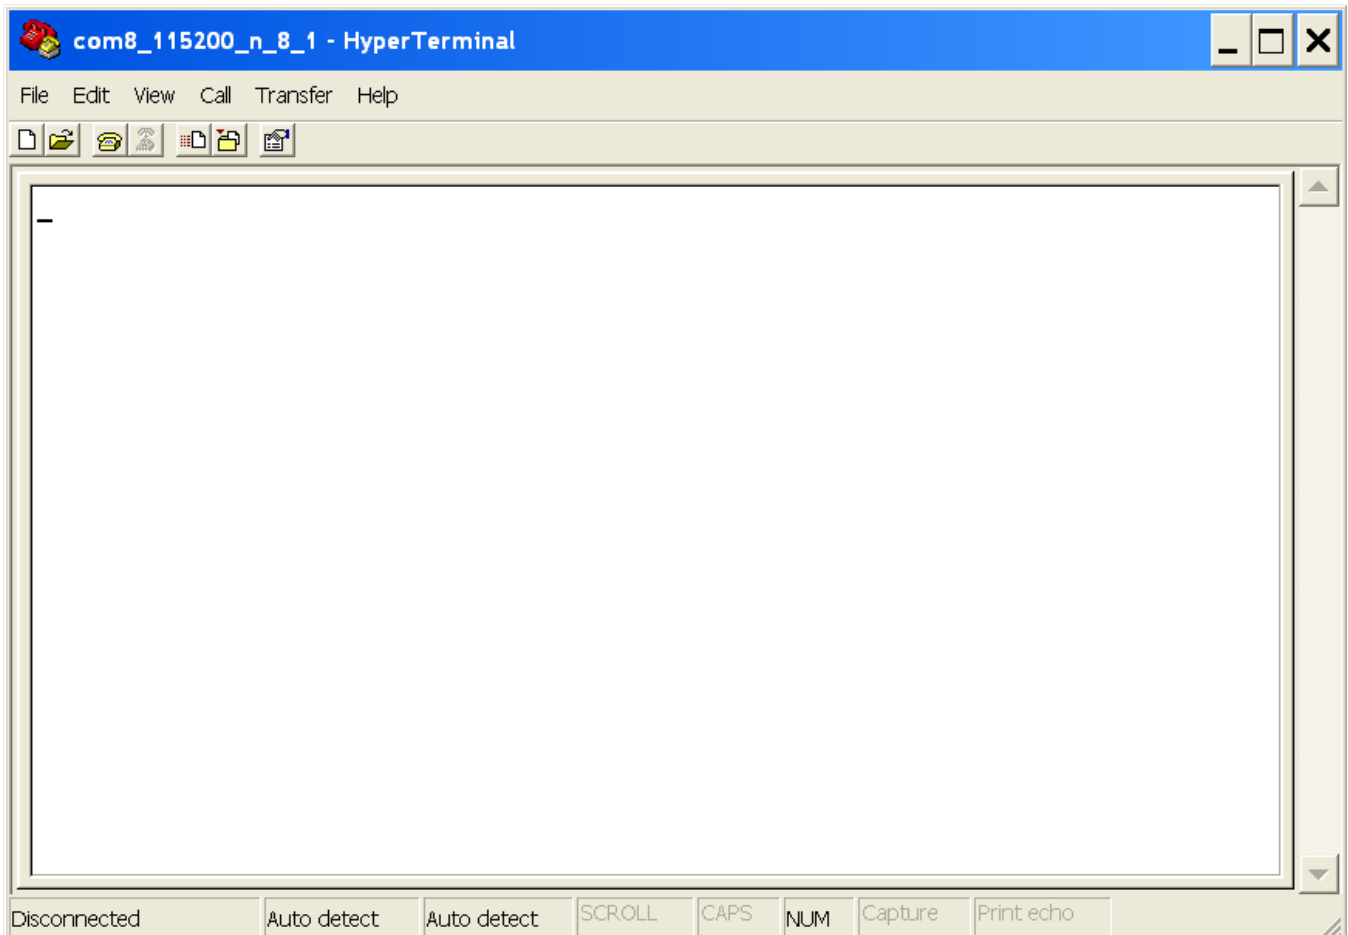 com8_115200_n_8_1 - HyperTerminal
File Edit View Call Transfer Help
Disconnected Auto detect Auto detect SCROLL CAPS NUM Capture Print echo